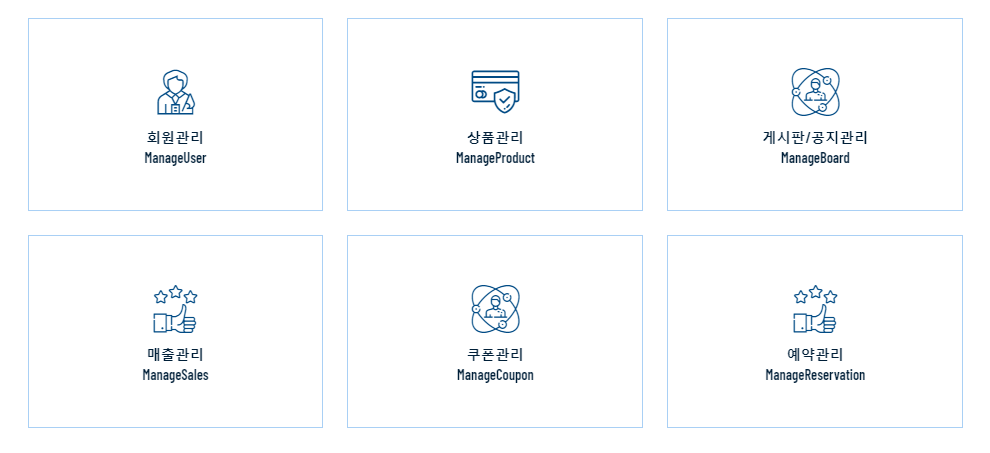 회원관리
ManageUser
상품관리
ManageProduct
게시판/공지관리
ManageBoard
매출관리
ManageSales
쿠폰관리
ManageCoupon
예약관리
ManageReservation